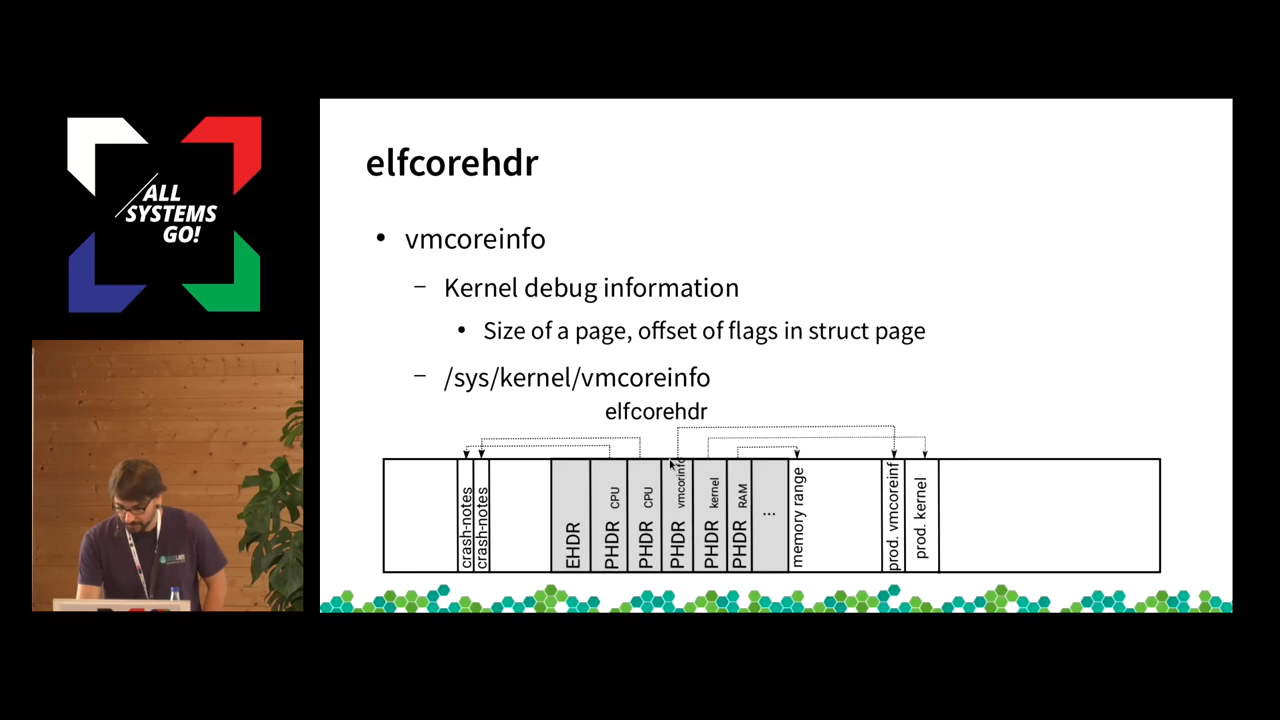 ALL
SYSTEMS
GO!
elfcorehdr
• vmcoreinfo
– Kernel debug information
• Size of a page, offset of flags in struct page
– /sys/kernel/vmcoreinfo
elfcorehdr
crash-notes
crash-notes
EHDR
PHDR CPU
PHDR CPU
PHDR vmcorinfo
PHDR kernel
PHDR RAM
...
memory range
prod. vmcoreinf
prod. kernel